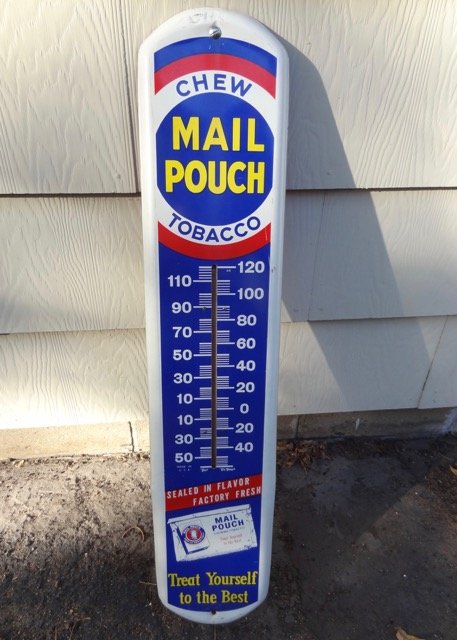 CHEW
MAIL
POUCH
TOBACCO
120
110
100
90
80
70
60
50
40
30
20
10
0
10
20
30
40
50
SEALED IN FLAVOR
FACTORY FRESH
MAIL
POUCH
Treat Yourself
to the Best